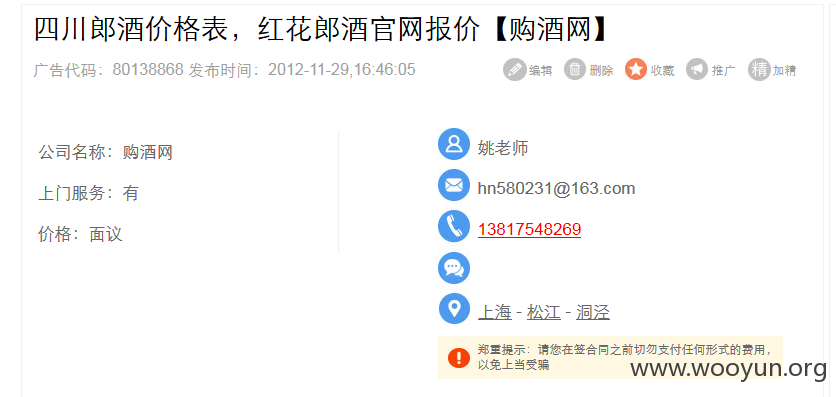 四川郎酒价格表，红花郎酒官网报价【购酒网】
广告代码：80138868 发布时间：2012-11-29,16:46:05
编辑 删除 收藏 推广 精 加精
公司名称：购酒网
上门服务：有
价格：面议
姚老师
hn580231@163.com
13817548269
上海 - 松江 - 洞泾
郑重提示：请您在签合同之前切勿支付任何形式的费用，
以免上当受骗
www.wooyun.org